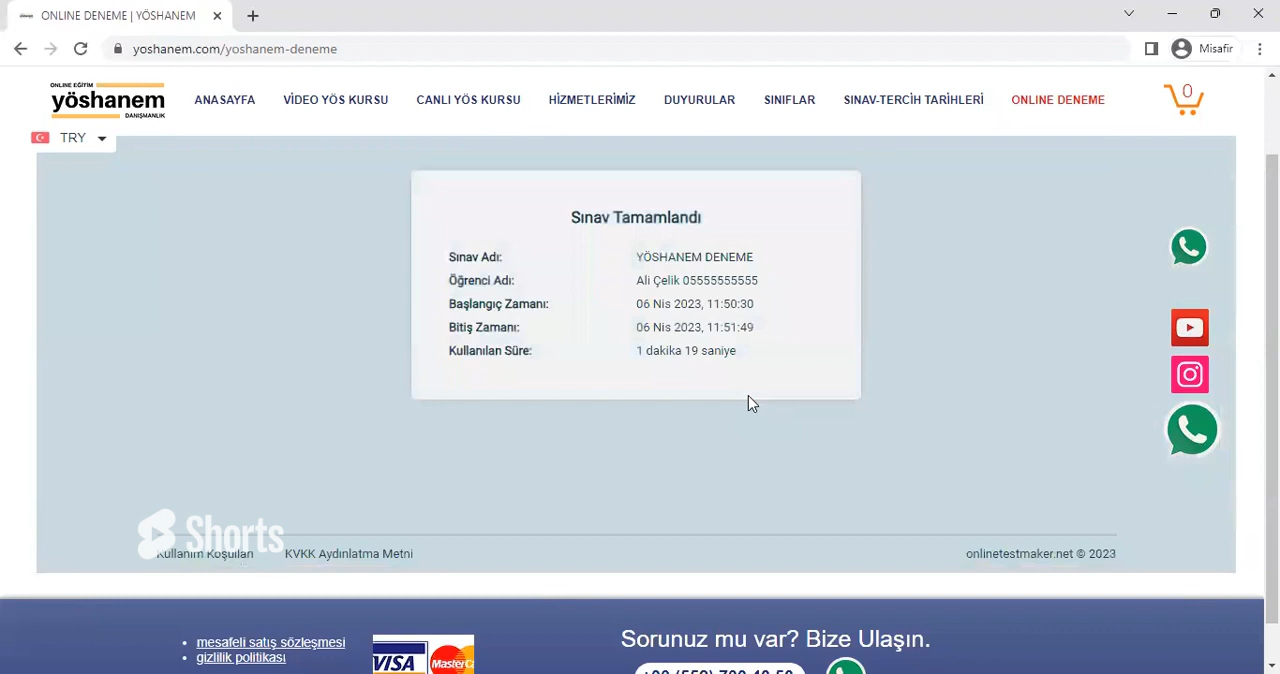 ONLINE DENEME | YÖSHANEM
yoshanem.com/yoshanem-deneme
Misafir
ONLINE EĞİTİM
yöshanem
DANIŞMANLIK
ANASAYFA VİDEO YÖS KURSU CANLI YÖS KURSU HİZMETLERİMİZ DUYURULAR SINIFLAR SINAV-TERCİH TARİHLERİ ONLINE DENEME
0
TRY
Sınav Tamamlandı
Sınav Adı: YÖSHANEM DENEME
Öğrenci Adı: Ali Çelik 05555555555
Başlangıç Zamanı: 06 Nis 2023, 11:50:30
Bitiş Zamanı: 06 Nis 2023, 11:51:49
Kullanılan Süre: 1 dakika 19 saniye
Shorts
Kullanım Koşulları KVKK Aydınlatma Metni onlinetestmaker.net © 2023
mesafeli satış sözleşmesi
gizlilik politikası
VISA MasterC
Sorunuz mu var? Bize Ulaşın.